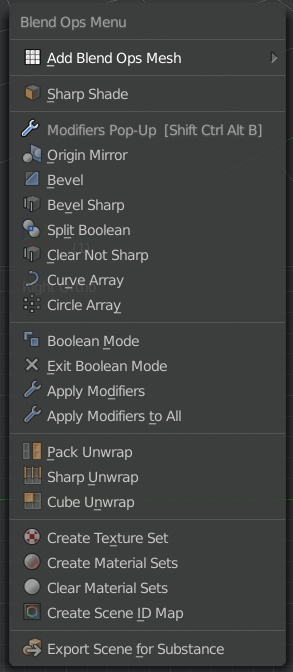 Blend Ops Menu
Add Blend Ops Mesh
Sharp Shade
Modifiers Pop-Up [Shift Ctrl Alt B]
Origin Mirror
Bevel
Bevel Sharp
Split Boolean
Clear Not Sharp
Curve Array
Circle Array
Boolean Mode
Exit Boolean Mode
Apply Modifiers
Apply Modifiers to All
Pack Unwrap
Sharp Unwrap
Cube Unwrap
Create Texture Set
Create Material Sets
Clear Material Sets
Create Scene ID Map
Export Scene for Substance